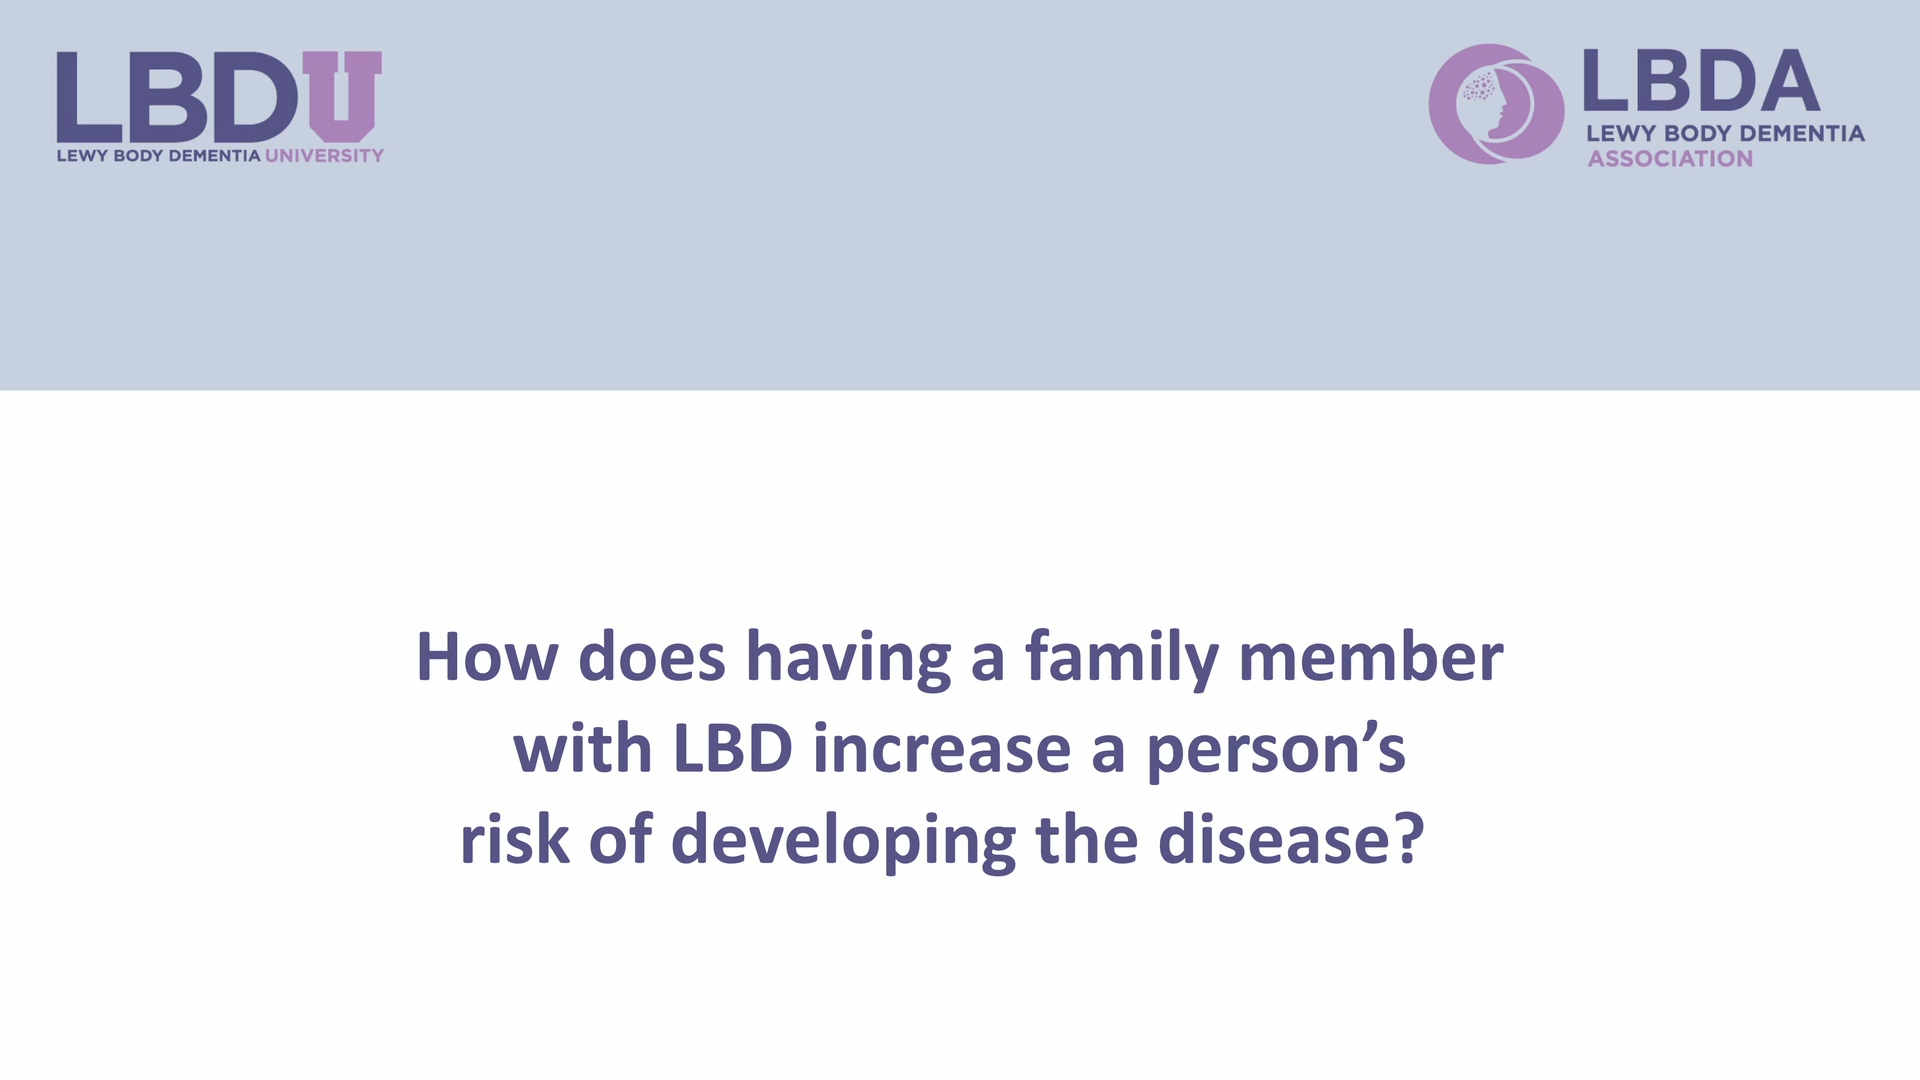 LBDU
LEWY BODY DEMENTIA UNIVERSITY
LBDA
LEWY BODY DEMENTIA
ASSOCIATION
How does having a family member
with LBD increase a person’s
risk of developing the disease?